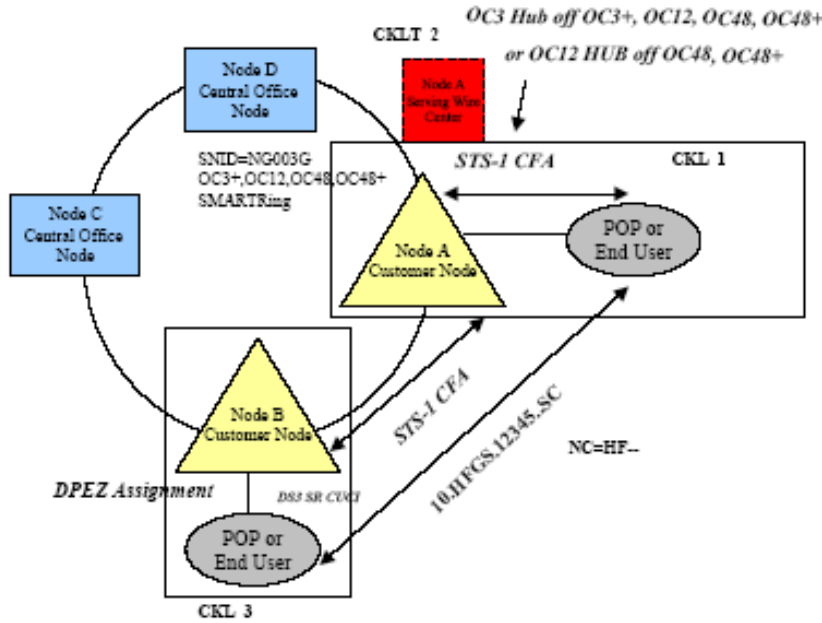 OC3 Hub off OC3+, OC12, OC48, OC48+
or OC12 HUB off OC48, OC48+
CKLT 2
Node D
Central Office
Node
Node A
Serving Wire
Center
SNID=NG003G
OC3+,OC12,OC48,OC48+
SMARTRing
STS-1 CFA
CKL 1
Node C
Central Office
Node
Node A
Customer Node
POP or
End User
Node B
Customer Node
STS-1 CFA
10.HFGS.12345..SC
NC=HF--
DPEZ Assignment
DS3 SR CUCI
POP or
End User
CKL 3